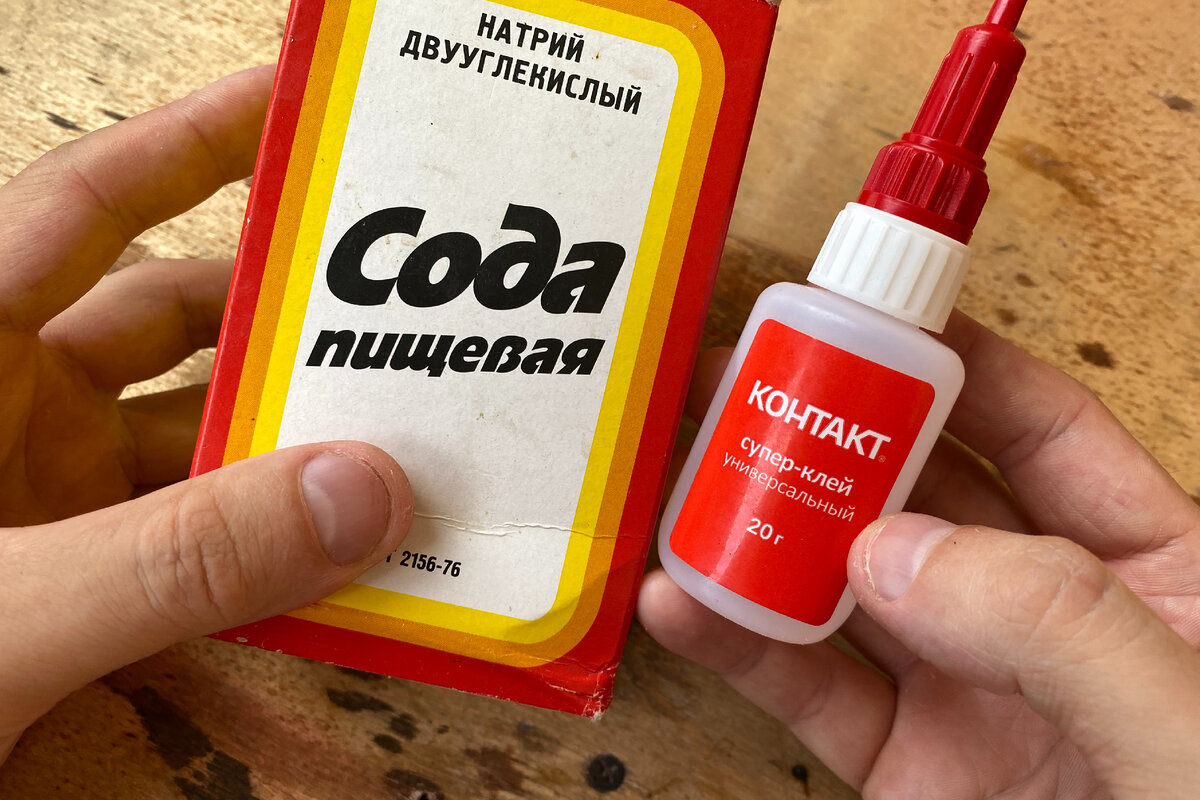 НАТРИЙ
ДВУУГЛЕКИСЛЫЙ
Сода
пищевая
2156-76
КОНТАКТ®
супер-клей
универсальный
20 г